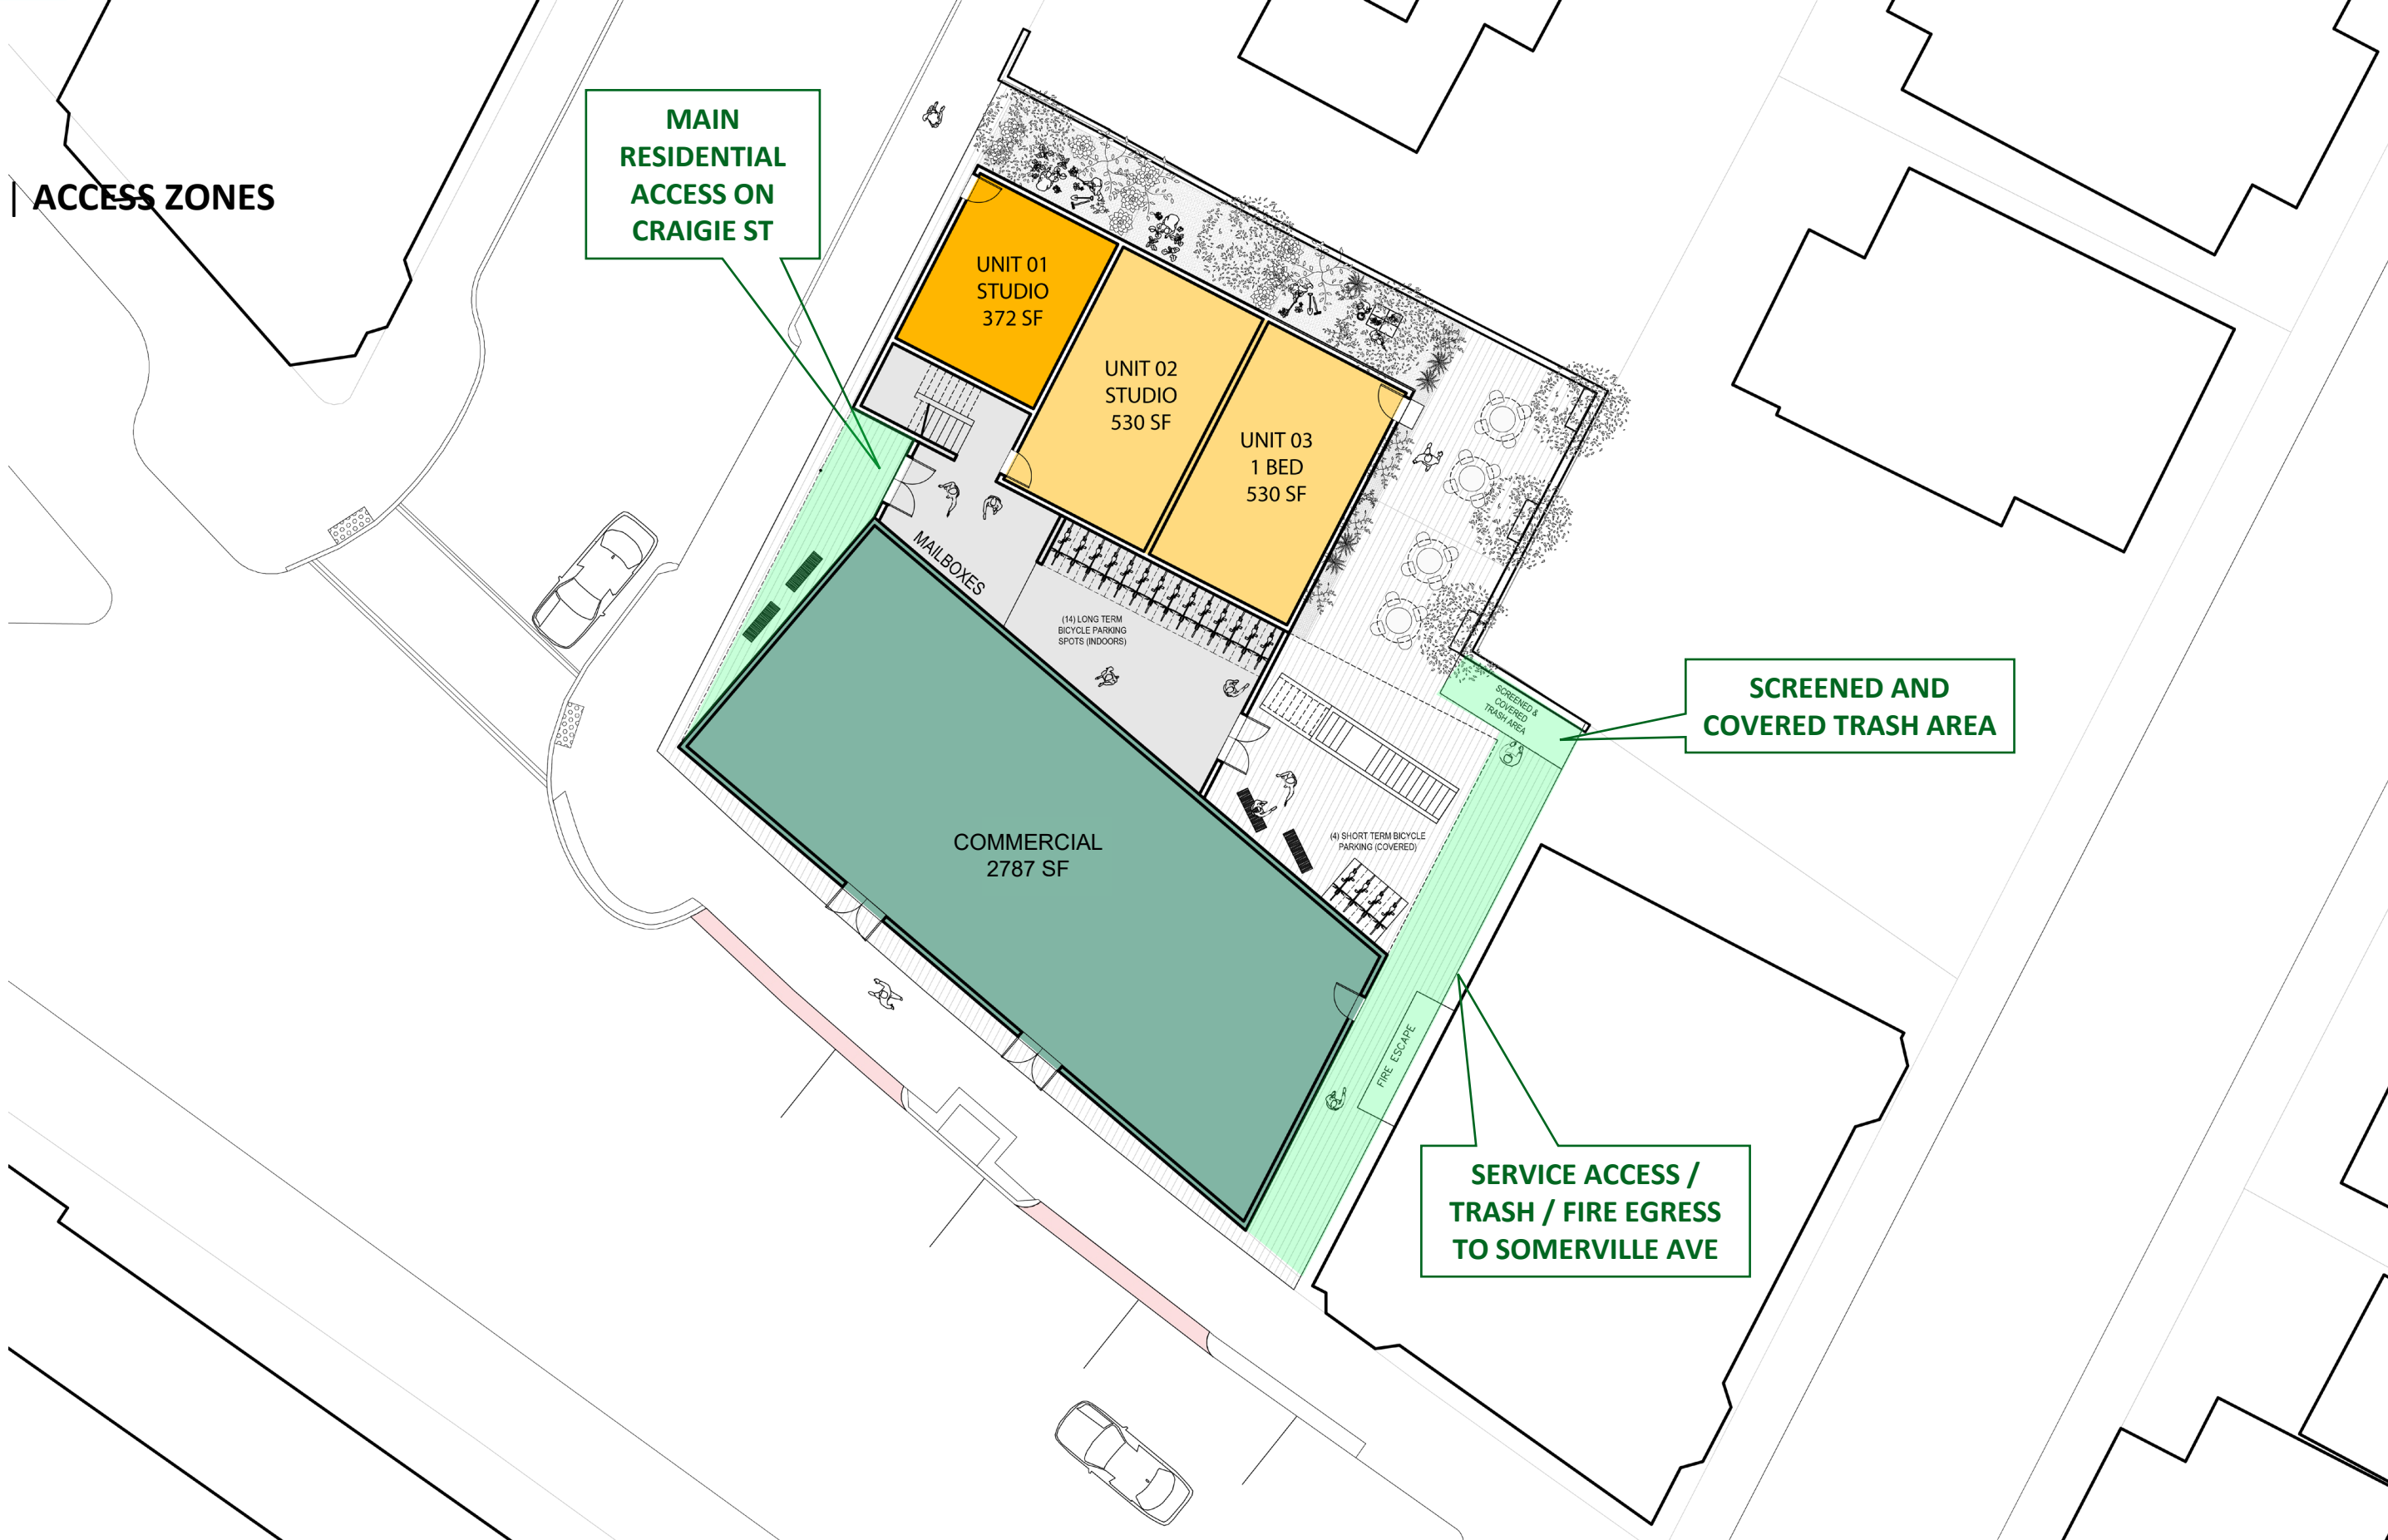 | ACCESS ZONES
MAIN
RESIDENTIAL
ACCESS ON
CRAIGIE ST
UNIT 01
STUDIO
372 SF
UNIT 02
STUDIO
530 SF
UNIT 03
1 BED
530 SF
MAILBOXES
(14) LONG TERM
BICYCLE PARKING
SPOTS (INDOORS)
SCREENED &
COVERED
TRASH AREA
SCREENED AND
COVERED TRASH AREA
COMMERCIAL
2787 SF
(4) SHORT TERM BICYCLE
PARKING (COVERED)
FIRE ESCAPE
SERVICE ACCESS /
TRASH / FIRE EGRESS
TO SOMERVILLE AVE